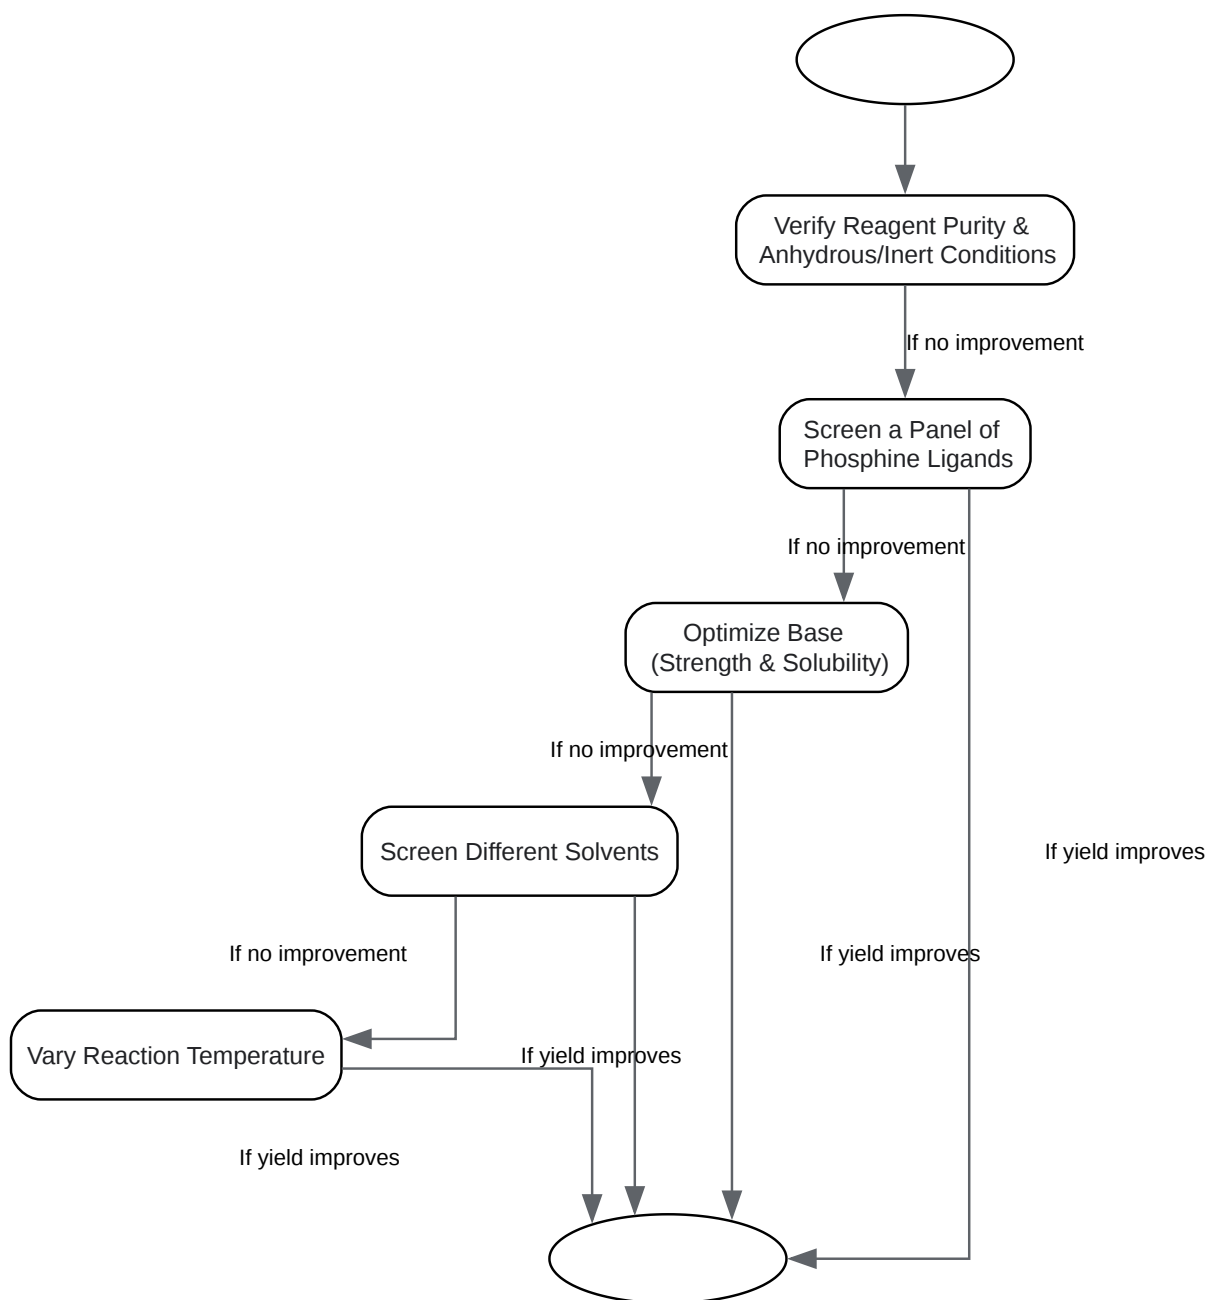 Verify Reagent Purity &
Anhydrous/Inert Conditions
If no improvement
Screen a Panel of
Phosphine Ligands
If no improvement
Optimize Base
(Strength & Solubility)
If no improvement
Screen Different Solvents
If yield improves
If no improvement
If yield improves
Vary Reaction Temperature
If yield improves
If yield improves